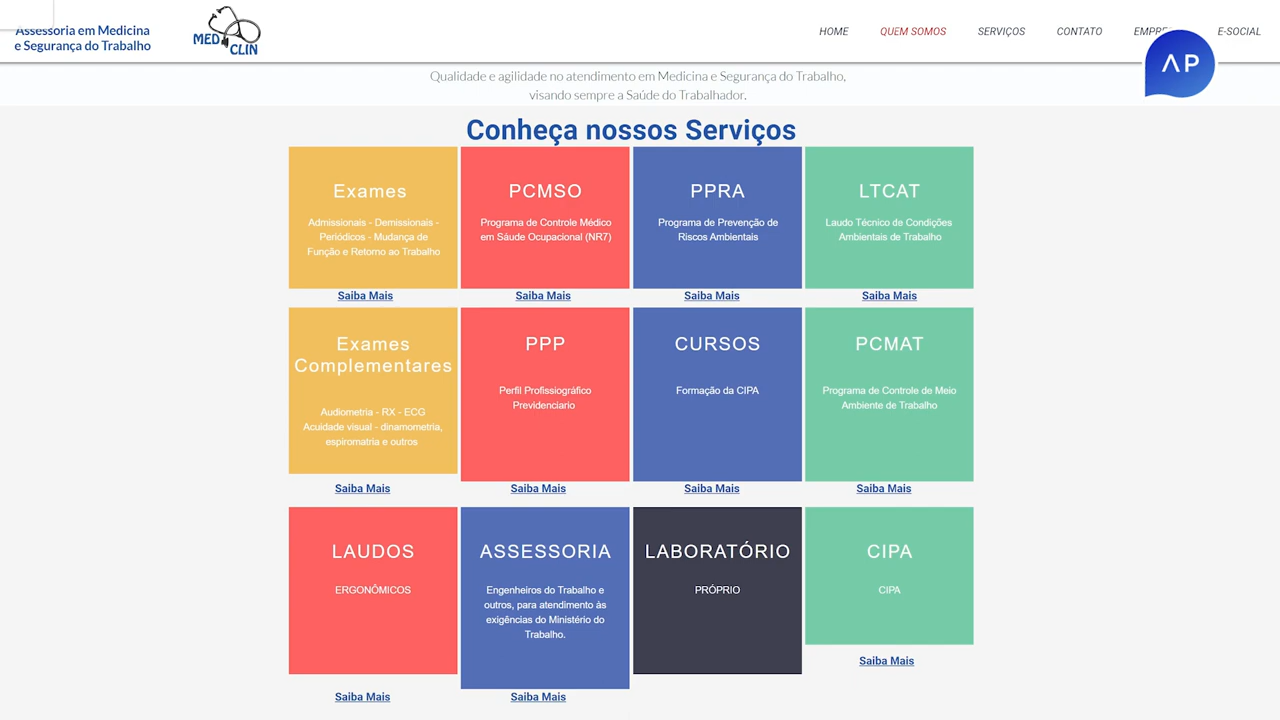 Assessoria em Medicina
e Segurança do Trabalho
MED CLIN
HOME QUEM SOMOS SERVIÇOS CONTATO E-SOCIAL
AP
Qualidade e agilidade no atendimento em Medicina e Segurança do Trabalho,
visando sempre a Saúde do Trabalhador.
Conheça nossos Serviços
Exames
Admissionais - Demissionais -
Periódicos - Mudança de
Função e Retorno ao Trabalho
Saiba Mais
PCMSO
Programa de Controle Médico
em Sáude Ocupacional (NR7)
Saiba Mais
PPRA
Programa de Prevenção de
Riscos Ambientais
Saiba Mais
LTCAT
Laudo Técnico de Condições
Ambientais de Trabalho
Saiba Mais
Exames
Complementares
Audiometria - RX - ECG
Acuidade visual - dinamometria,
espiromatria e outros
Saiba Mais
PPP
Perfil Profissiográfico
Previdenciario
Saiba Mais
CURSOS
Formação da CIPA
Saiba Mais
PCMAT
Programa de Controle de Meio
Ambiente de Trabalho
Saiba Mais
LAUDOS
ERGONÔMICOS
Saiba Mais
ASSESSORIA
Engenheiros do Trabalho e
outros, para atendimento às
exigências do Ministério do
Trabalho.
Saiba Mais
LABORATÓRIO
PRÓPRIO
CIPA
CIPA
Saiba Mais